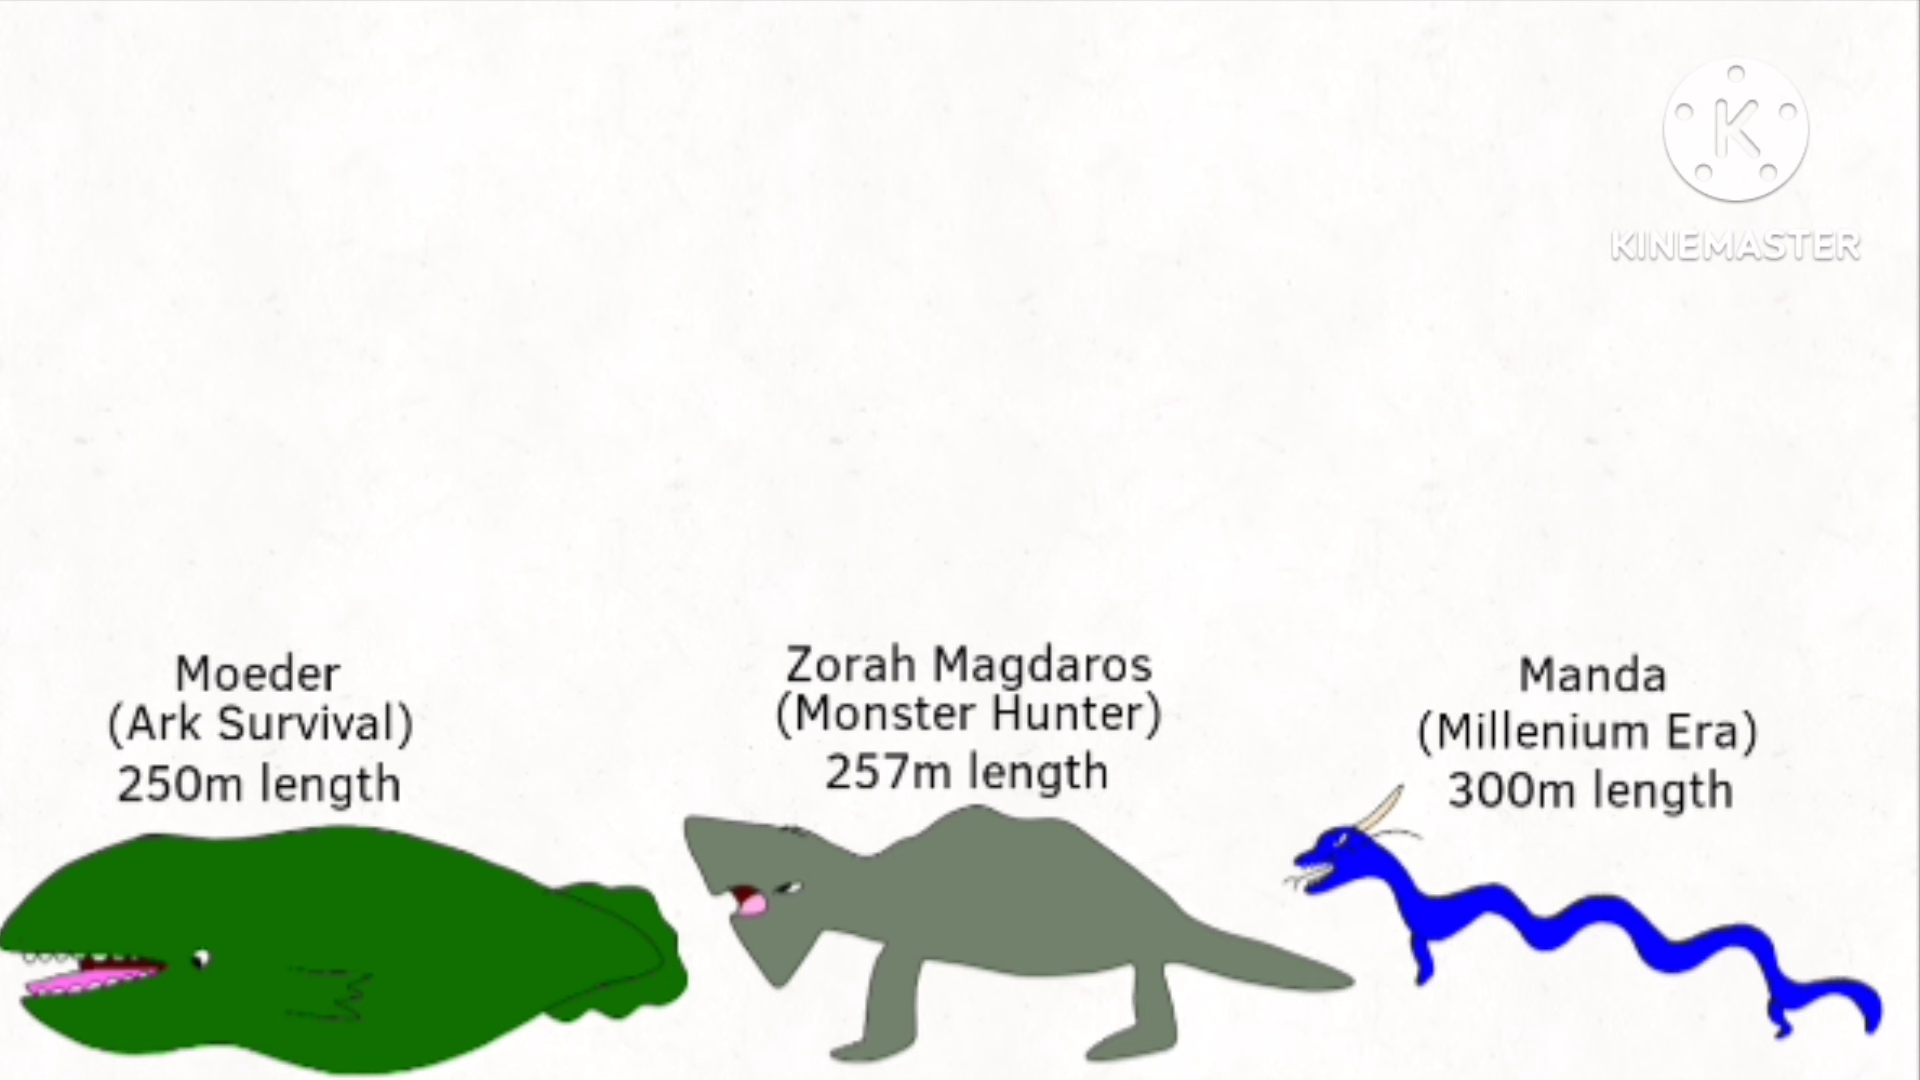 K
KINEMASTER
Moeder
(Ark Survival)
250m length
Zorah Magdaros
(Monster Hunter)
257m length
Manda
(Millenium Era)
300m length